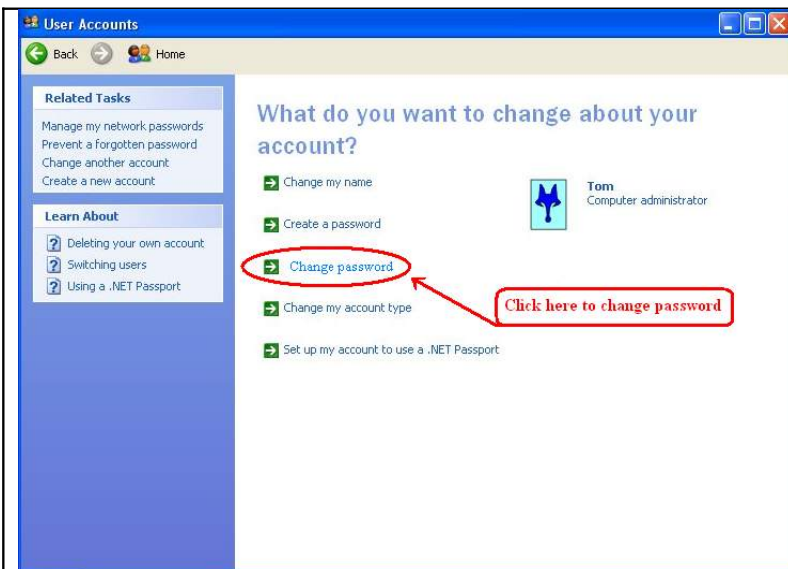 User Accounts
Back Home
Related Tasks
Manage my network passwords
Prevent a forgotten password
Change another account
Create a new account
Learn About
Deleting your own account
Switching users
Using a .NET Passport
What do you want to change about your
account?
Change my name
Create a password
Change password
Change my account type
Set up my account to use a .NET Passport
Tom
Computer administrator
Click here to change password